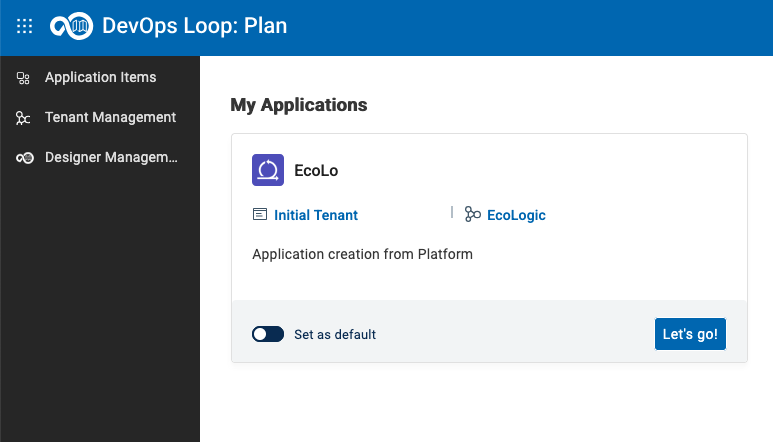 DevOps Loop: Plan
Application Items
Tenant Management
Designer Managem...
My Applications
EcoLo
Initial Tenant
EcoLogic
Application creation from Platform
Set as default
Let's go!